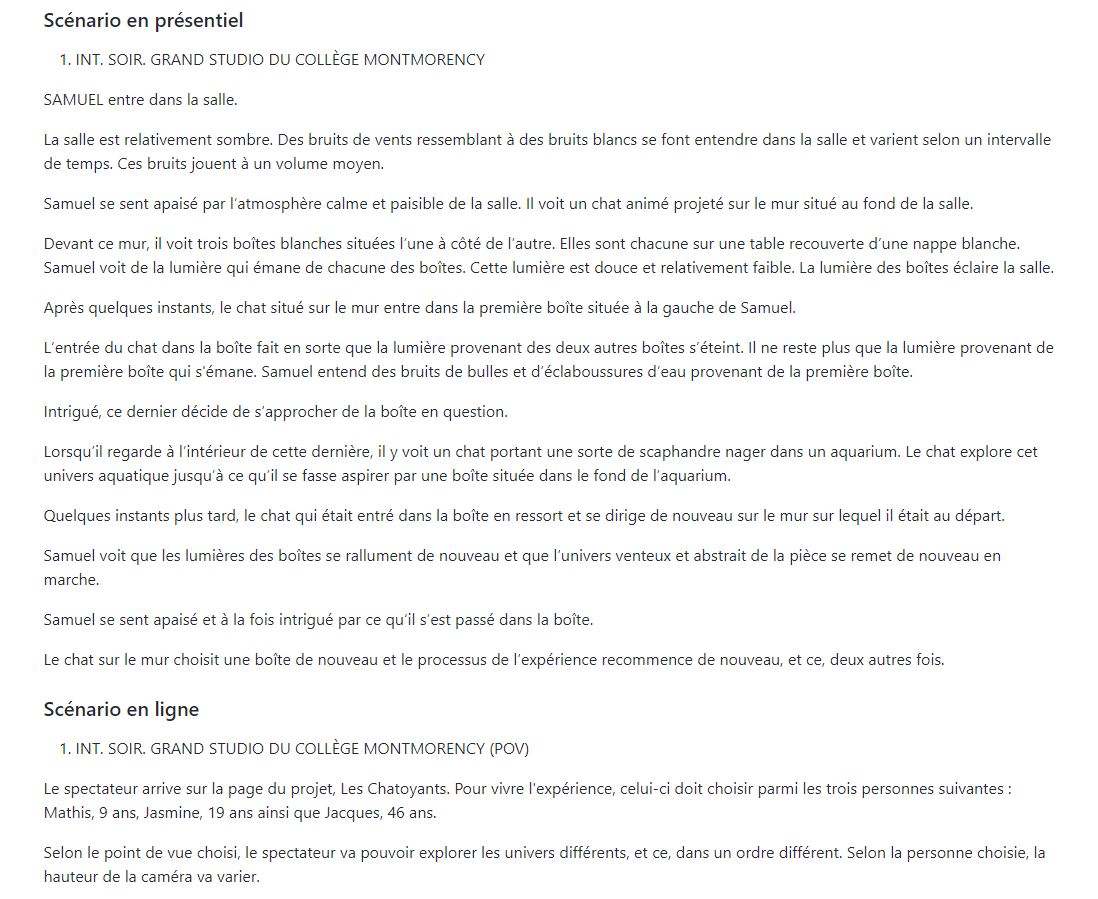 Scénario en présentiel
1. INT. SOIR. GRAND STUDIO DU COLLÈGE MONTMORENCY
SAMUEL entre dans la salle.
La salle est relativement sombre. Des bruits de vents ressemblant à des bruits blancs se font entendre dans la salle et varient selon un intervalle
de temps. Ces bruits jouent à un volume moyen.
Samuel se sent apaisé par l’atmosphère calme et paisible de la salle. Il voit un chat animé projeté sur le mur situé au fond de la salle.
Devant ce mur, il voit trois boîtes blanches situées l’une à côté de l’autre. Elles sont chacune sur une table recouverte d’une nappe blanche.
Samuel voit de la lumière qui émane de chacune des boîtes. Cette lumière est douce et relativement faible. La lumière des boîtes éclaire la salle.
Après quelques instants, le chat situé sur le mur entre dans la première boîte située à la gauche de Samuel.
L’entrée du chat dans la boîte fait en sorte que la lumière provenant des deux autres boîtes s’éteint. Il ne reste plus que la lumière provenant de
la première boîte qui s'émane. Samuel entend des bruits de bulles et d’éclaboussures d’eau provenant de la première boîte.
Intrigué, ce dernier décide de s’approcher de la boîte en question.
Lorsqu’il regarde à l’intérieur de cette dernière, il y voit un chat portant une sorte de scaphandre nager dans un aquarium. Le chat explore cet
univers aquatique jusqu’à ce qu’il se fasse aspirer par une boîte située dans le fond de l’aquarium.
Quelques instants plus tard, le chat qui était entré dans la boîte en ressort et se dirige de nouveau sur le mur sur lequel il était au départ.
Samuel voit que les lumières des boîtes se rallument de nouveau et que l’univers venteux et abstrait de la pièce se remet de nouveau en
marche.
Samuel se sent apaisé et à la fois intrigué par ce qu’il s’est passé dans la boîte.
Le chat sur le mur choisit une boîte de nouveau et le processus de l’expérience recommence de nouveau, et ce, deux autres fois.
Scénario en ligne
1. INT. SOIR. GRAND STUDIO DU COLLÈGE MONTMORENCY (POV)
Le spectateur arrive sur la page du projet, Les Chatoyants. Pour vivre l'expérience, celui-ci doit choisir parmi les trois personnes suivantes :
Mathis, 9 ans, Jasmine, 19 ans ainsi que Jacques, 46 ans.
Selon le point de vue choisi, le spectateur va pouvoir explorer les univers différents, et ce, dans un ordre différent. Selon la personne choisie, la
hauteur de la caméra va varier.